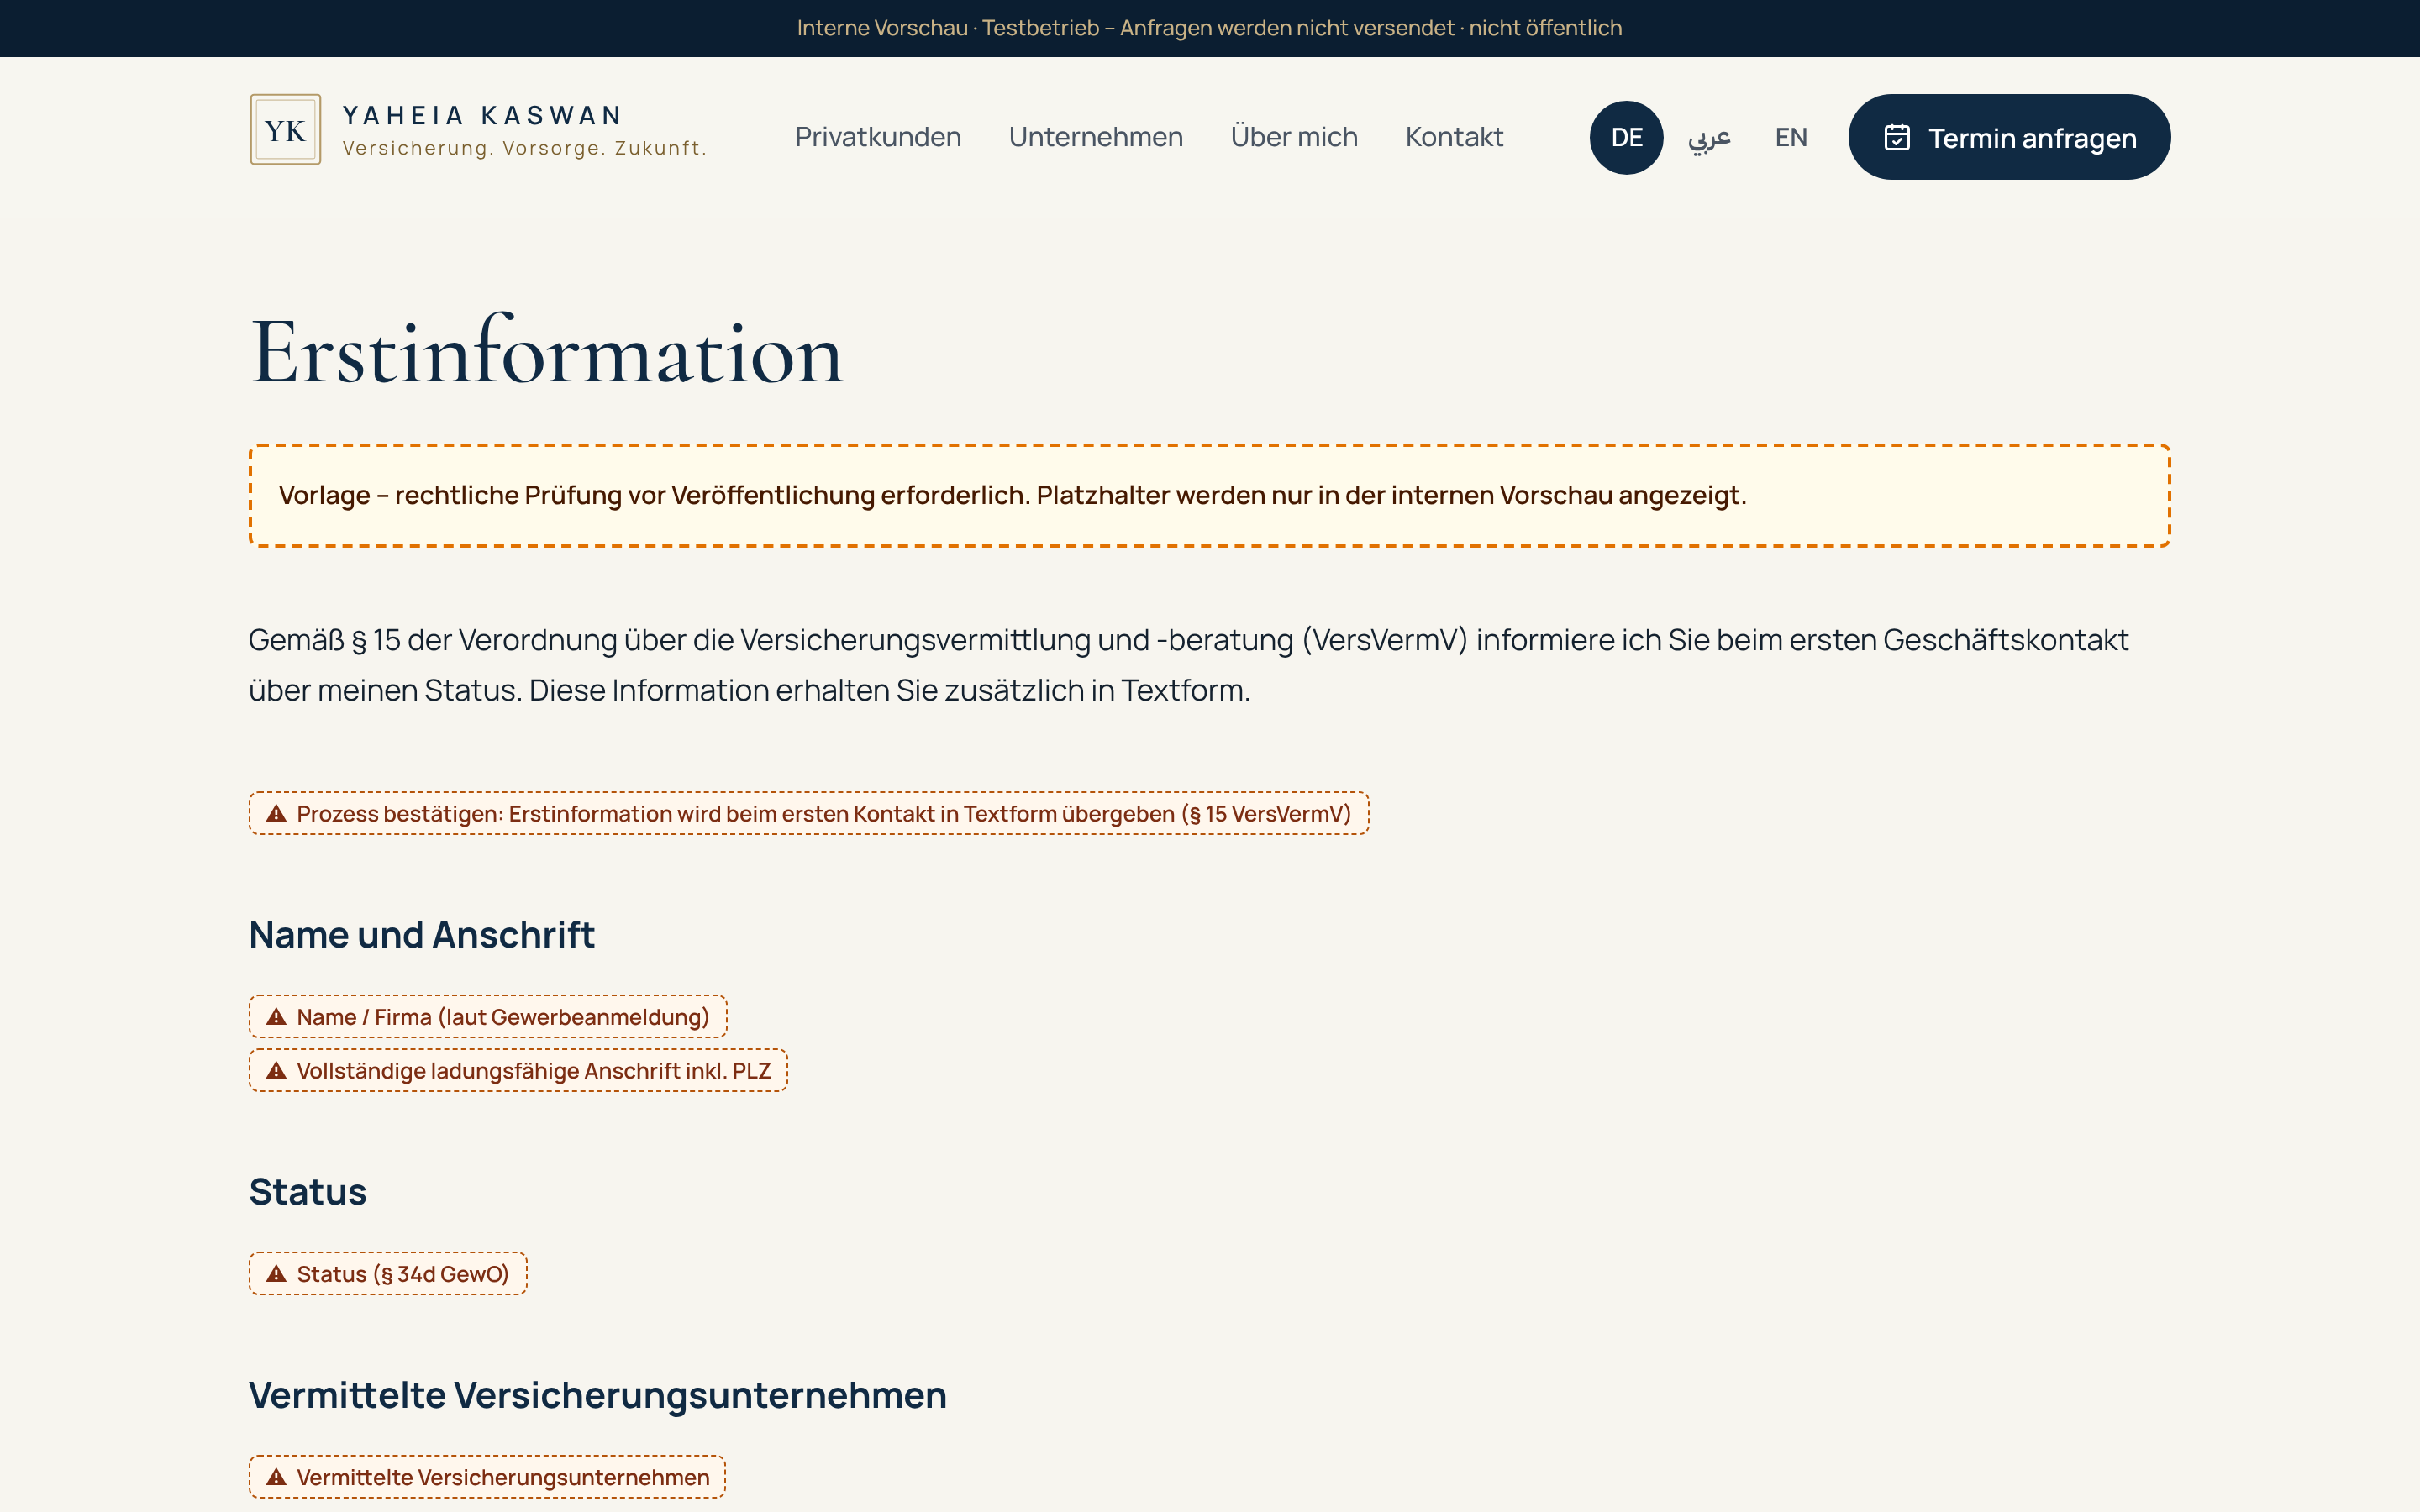 Interne Vorschau · Testbetrieb – Anfragen werden nicht versendet · nicht öffentlich
YK
YAHEIA KASWAN
Versicherung. Vorsorge. Zukunft.
Privatkunden
Unternehmen
Über mich
Kontakt
DE
عربي
EN
Termin anfragen
Erstinformation
Vorlage – rechtliche Prüfung vor Veröffentlichung erforderlich. Platzhalter werden nur in der internen Vorschau angezeigt.
Gemäß § 15 der Verordnung über die Versicherungsvermittlung und -beratung (VersVermV) informiere ich Sie beim ersten Geschäftskontakt
über meinen Status. Diese Information erhalten Sie zusätzlich in Textform.
Prozess bestätigen: Erstinformation wird beim ersten Kontakt in Textform übergeben (§ 15 VersVermV)
Name und Anschrift
Name / Firma (laut Gewerbeanmeldung)
Vollständige ladungsfähige Anschrift inkl. PLZ
Status
Status (§ 34d GewO)
Vermittelte Versicherungsunternehmen
Vermittelte Versicherungsunternehmen